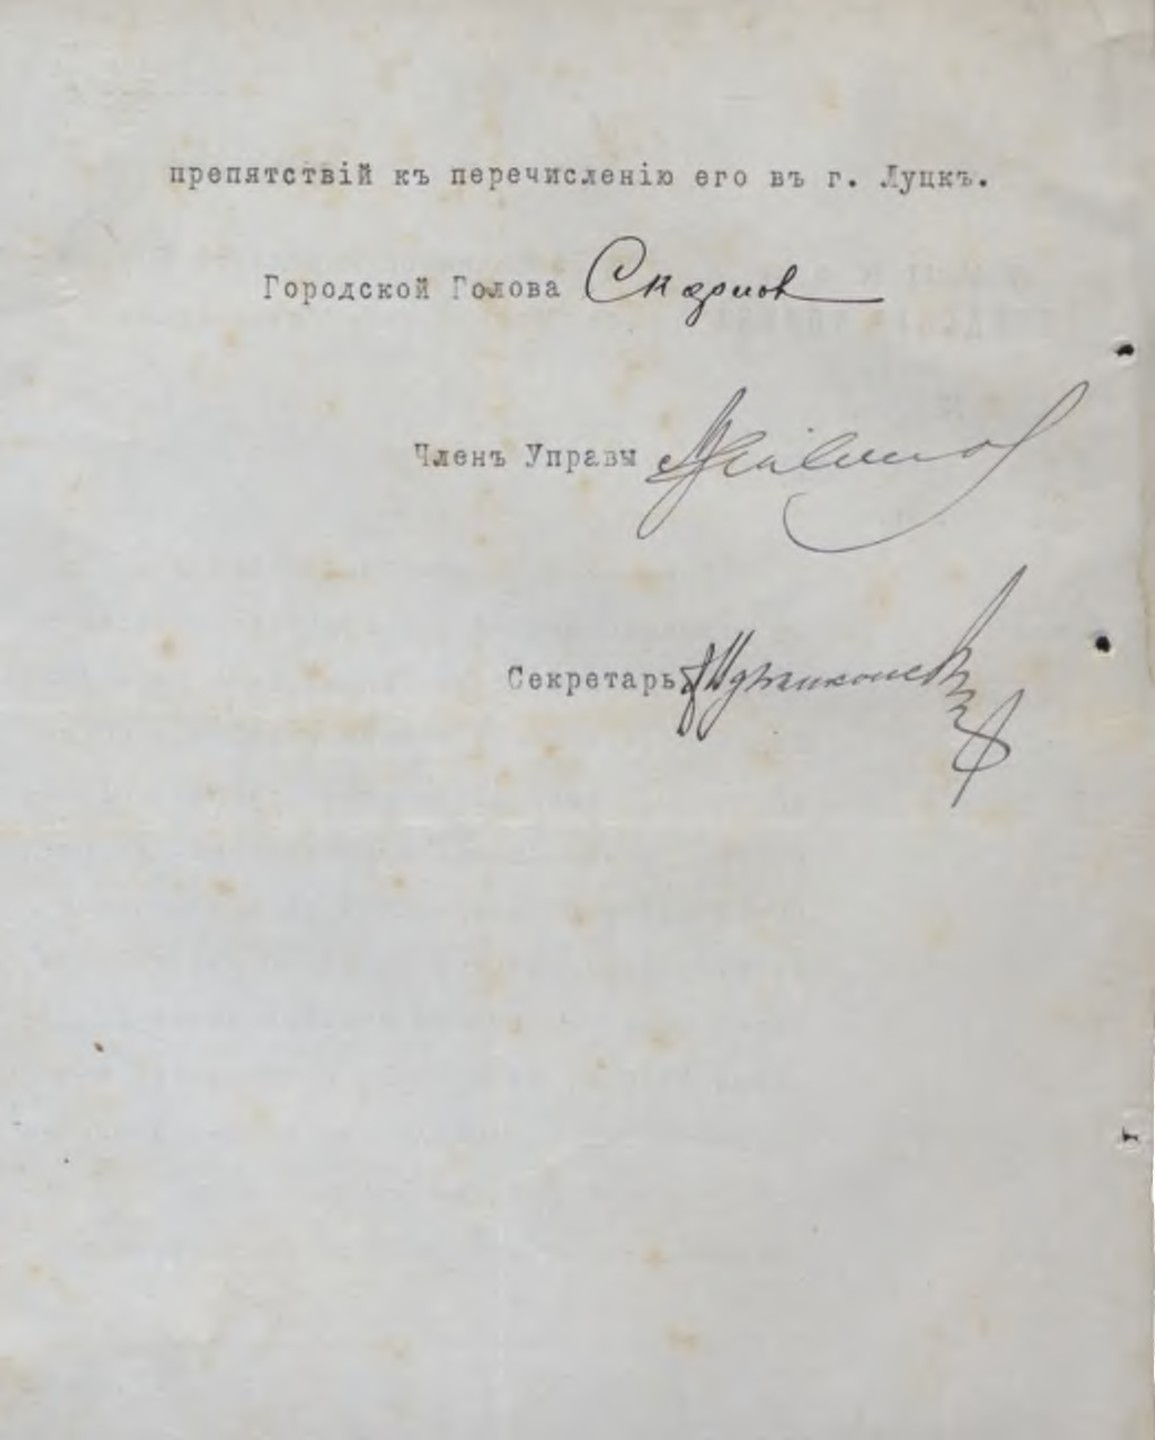 препятствій къ перечисленію его въ г. Луцкъ.
Городской Голова
Членъ Управы
Секретарь